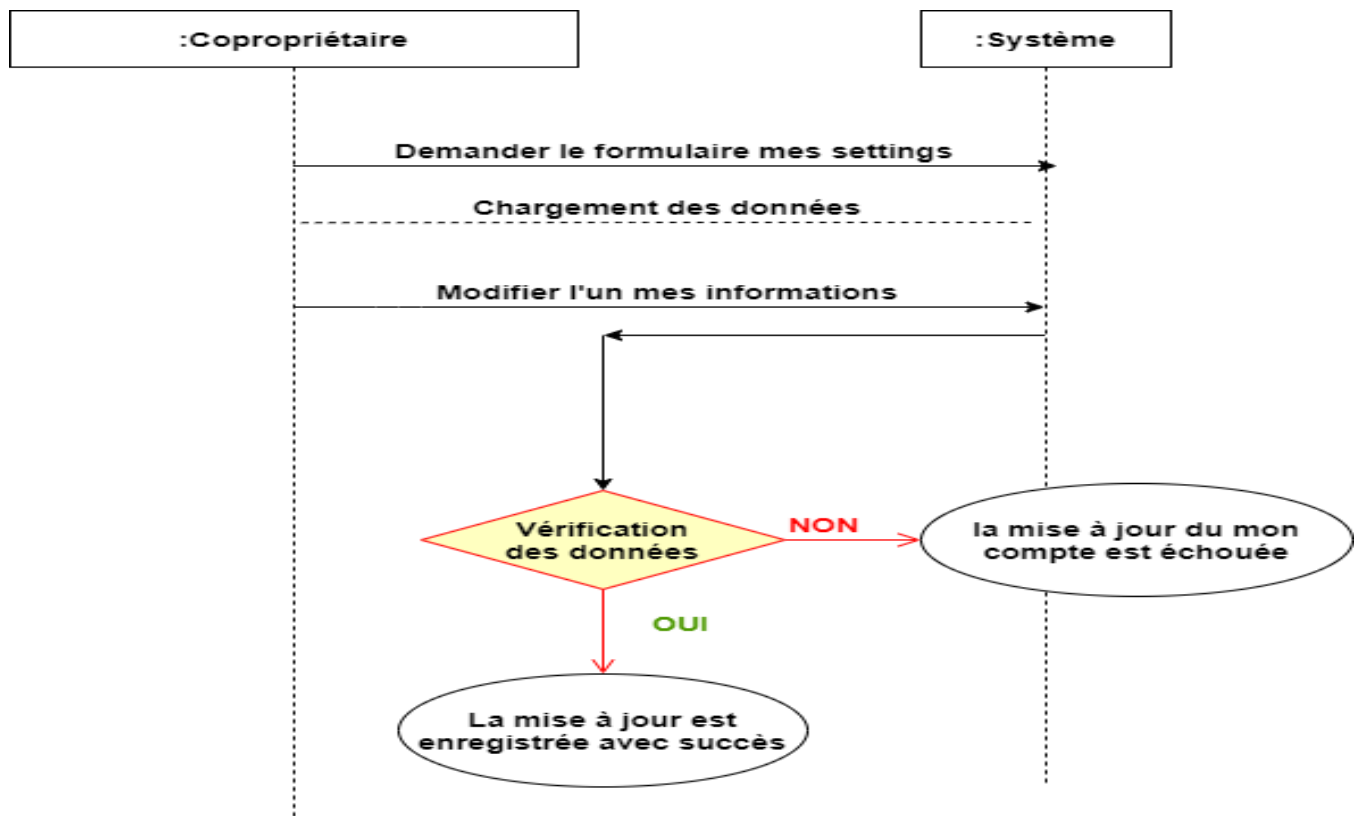 :Copropriétaire
:Système
Demander le formulaire mes settings
Chargement des données
Modifier l'un mes informations
Vérification
des données
NON
la mise à jour du mon
compte est échouée
OUI
La mise à jour est
enregistrée avec succès